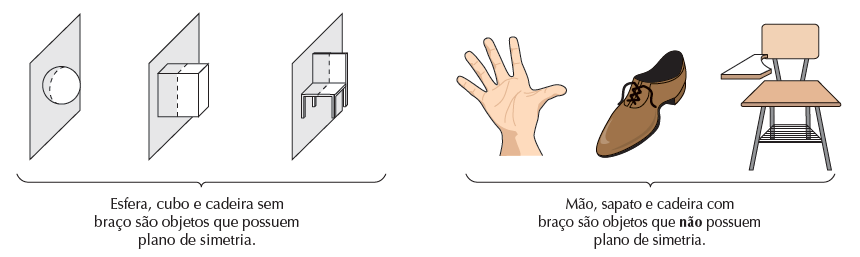 Esfera, cubo e cadeira sem
braço são objetos que possuem
plano de simetria.
Mão, sapato e cadeira com
braço são objetos que não possuem
plano de simetria.